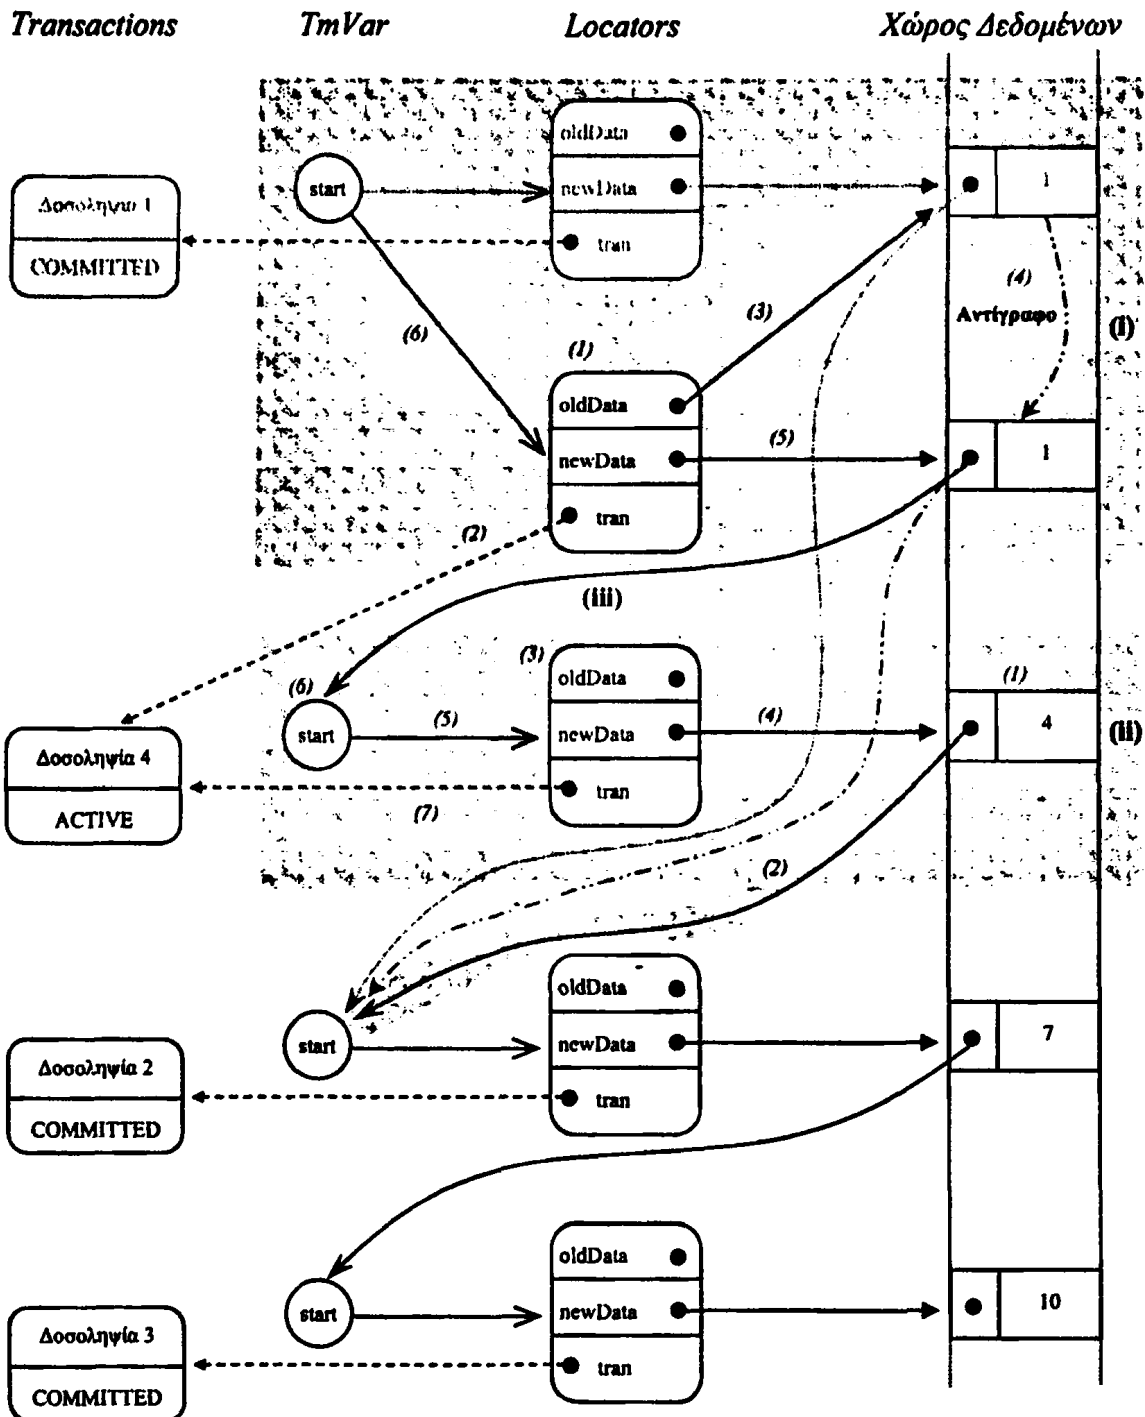 Transactions TmVar Locators Χώρος Δεδομένων
oldData
start newData 1
Δοσοληψία 1
tran
COMMITTED
(4)
(3) Αντίγραφο (i)
(6)
(1)
oldData
(5)
newData 1
tran
(2)
(iii)
(3) oldData (1)
(6)
(5) (4)
start newData 4 (ii)
Δοσοληψία 4
tran
ACTIVE (7)
(2)
oldData
start newData 7
Δοσοληψία 2
tran
COMMITTED
oldData
start newData 10
Δοσοληψία 3
tran
COMMITTED